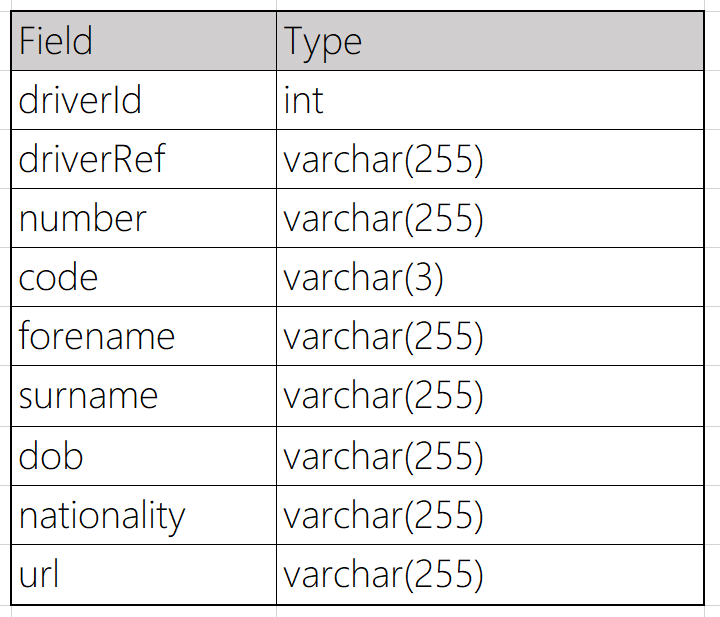 Field Type
driverId int
driverRef varchar(255)
number varchar(255)
code varchar(3)
forename varchar(255)
surname varchar(255)
dob varchar(255)
nationality varchar(255)
url varchar(255)